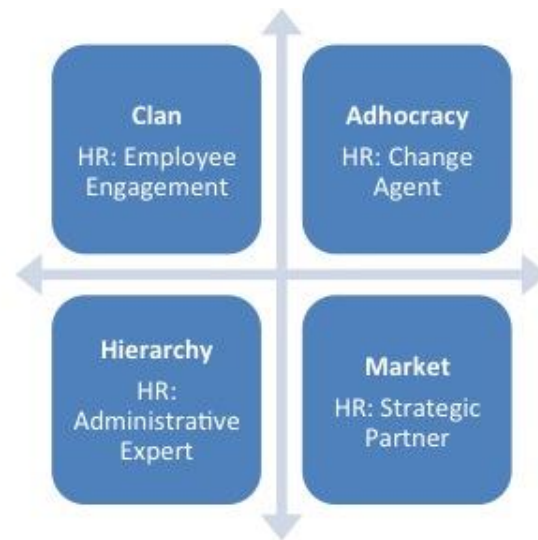 Clan
HR: Employee
Engagement
Adhocracy
HR: Change
Agent
Hierarchy
HR:
Administrative
Expert
Market
HR: Strategic
Partner